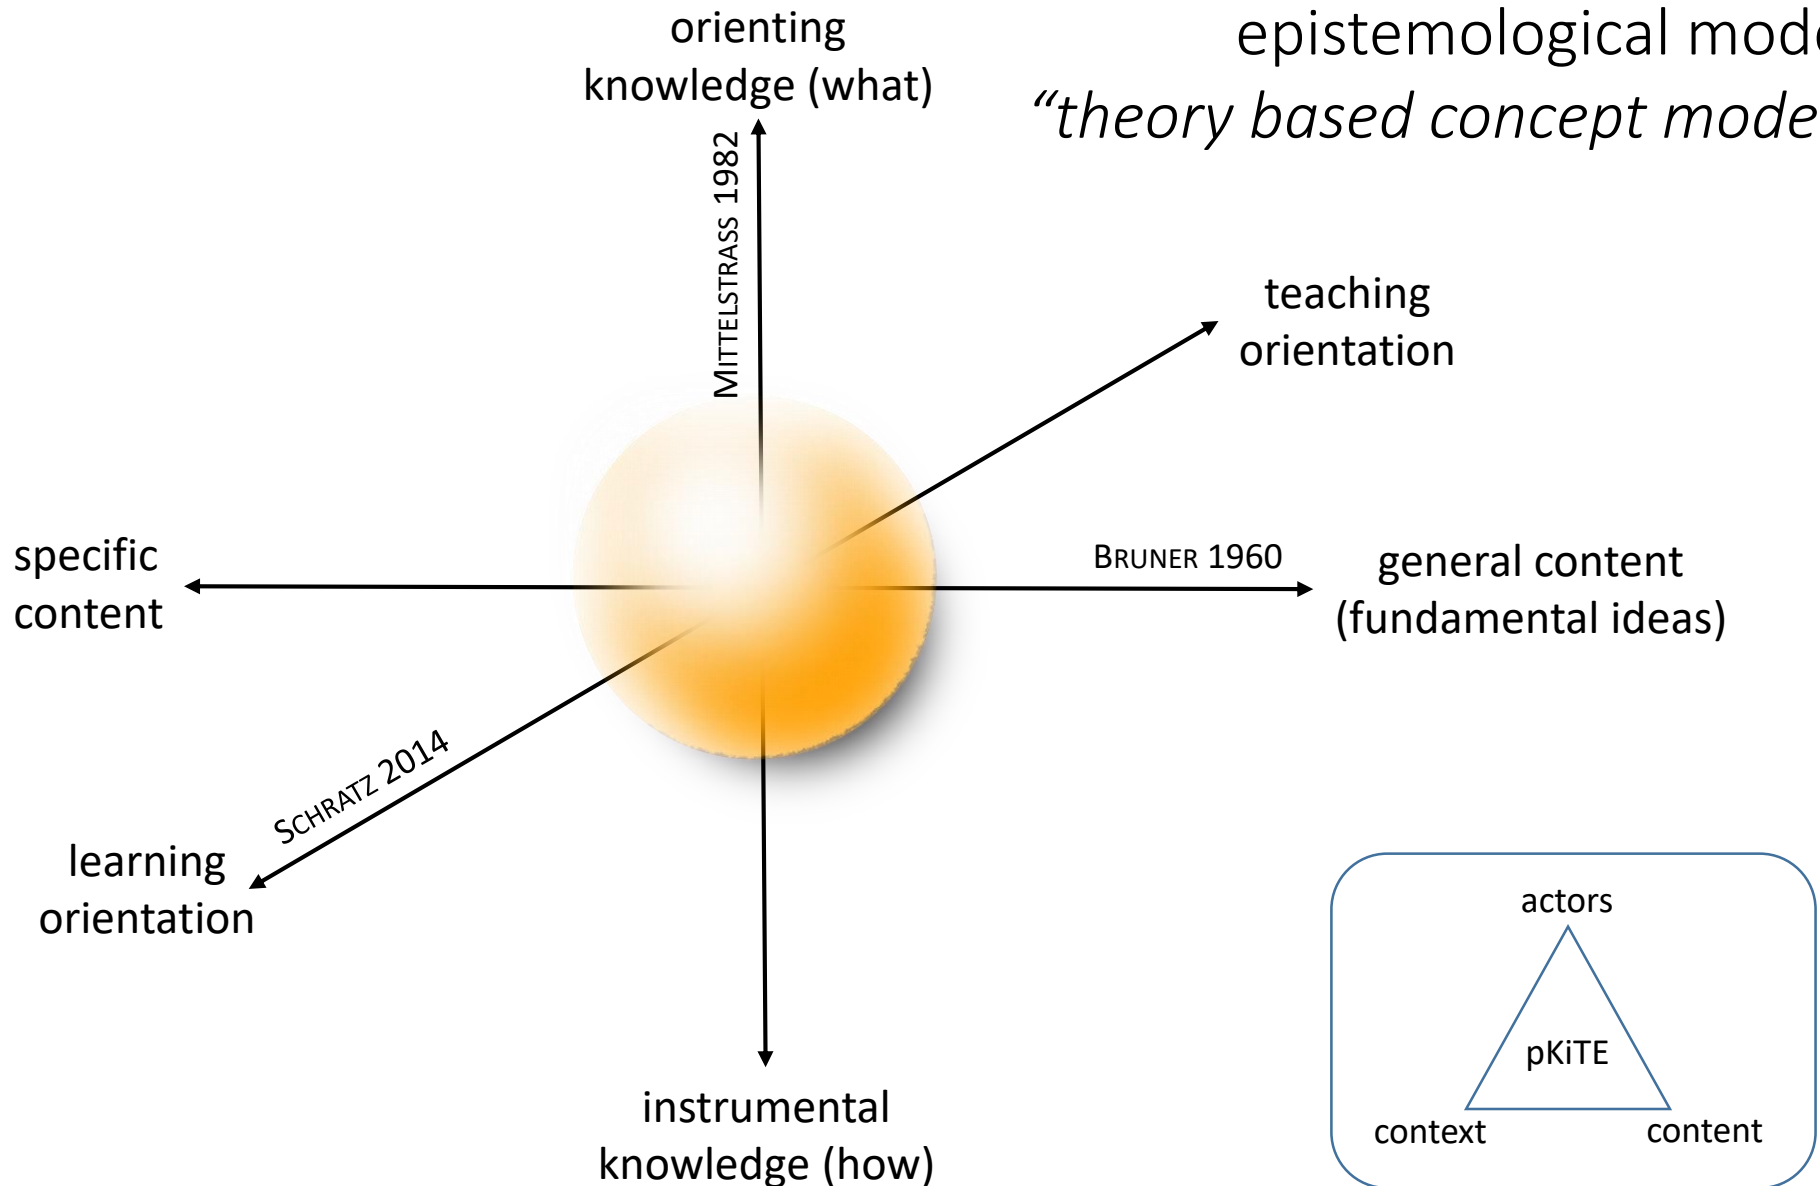 orienting
knowledge (what)
epistemological mode
“theory based concept mode
MITTELSTRASS 1982
teaching
orientation
specific
content
BRUNER 1960
general content
(fundamental ideas)
SCHRATZ 2014
learning
orientation
instrumental
knowledge (how)
actors
pKiTE
context
content